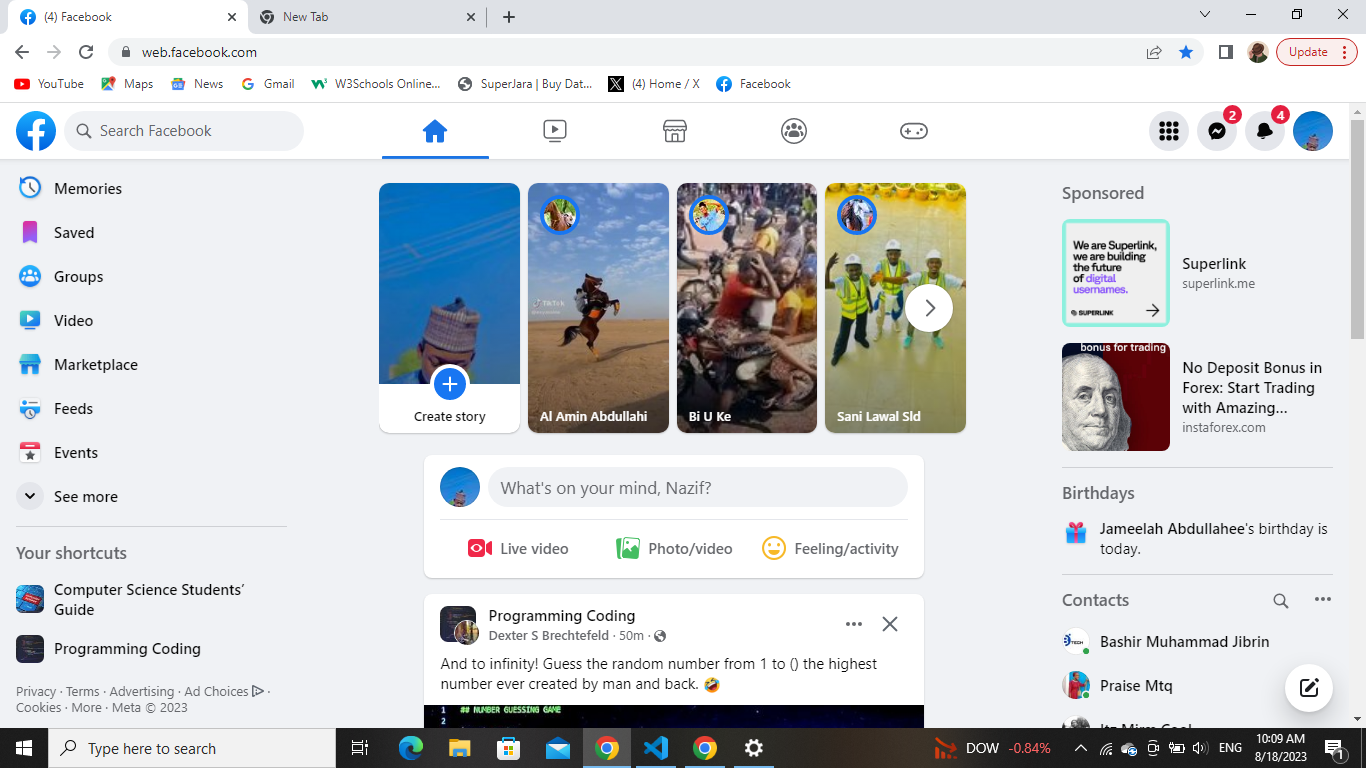 (4) Facebook
New Tab
web.facebook.com
Update
YouTube
Maps
News
Gmail
W3Schools Online...
SuperJara | Buy Dat...
(4) Home / X
Facebook
Search Facebook
2
4
Memories
Saved
Groups
Video
Marketplace
Feeds
Events
See more
Your shortcuts
Computer Science Students’
Guide
Programming Coding
Privacy · Terms · Advertising · Ad Choices ·
Cookies · More · Meta © 2023
Create story
TikTok
Al Amin Abdullahi
Bi U Ke
Sani Lawal Sld
What's on your mind, Nazif?
Live video
Photo/video
Feeling/activity
Programming Coding
Dexter S Brechtefeld · 50m ·
And to infinity! Guess the random number from 1 to () the highest
number ever created by man and back. 🤣
1 ## NUMBER GUESSING GAME
2
Sponsored
We are Superlink,
we are building
the future
of digital
usernames.
SUPERLINK
Superlink
superlink.me
bonus for trading
No Deposit Bonus in
Forex: Start Trading
with Amazing...
instaforex.com
Birthdays
Jameelah Abdullahee's birthday is
today.
Contacts
Bashir Muhammad Jibrin
Praise Mtq
Type here to search
DOW -0.84%
ENG
10:09 AM
8/18/2023
1